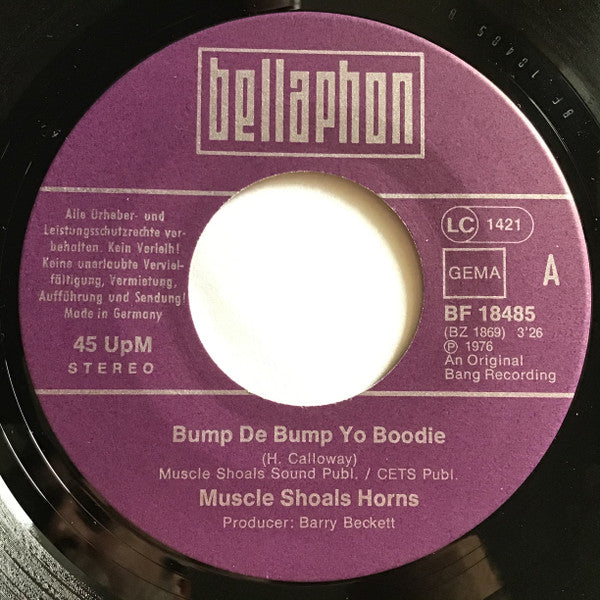 bellaphon
Alle Urheber- und
Leistungsschutzrechte vor-
behalten. Kein Verleih!
Keine unerlaubte Verviel-
fältigung, Vermietung,
Aufführung und Sendung!
Made in Germany
45 UpM
STEREO
LC 1421
GEMA
A
BF 18485
(BZ 1869) 3'26
Ⓟ 1976
An Original
Bang Recording
Bump De Bump Yo Boodie
(H. Calloway)
Muscle Shoals Sound Publ. / CETS Publ.
Muscle Shoals Horns
Producer: Barry Beckett